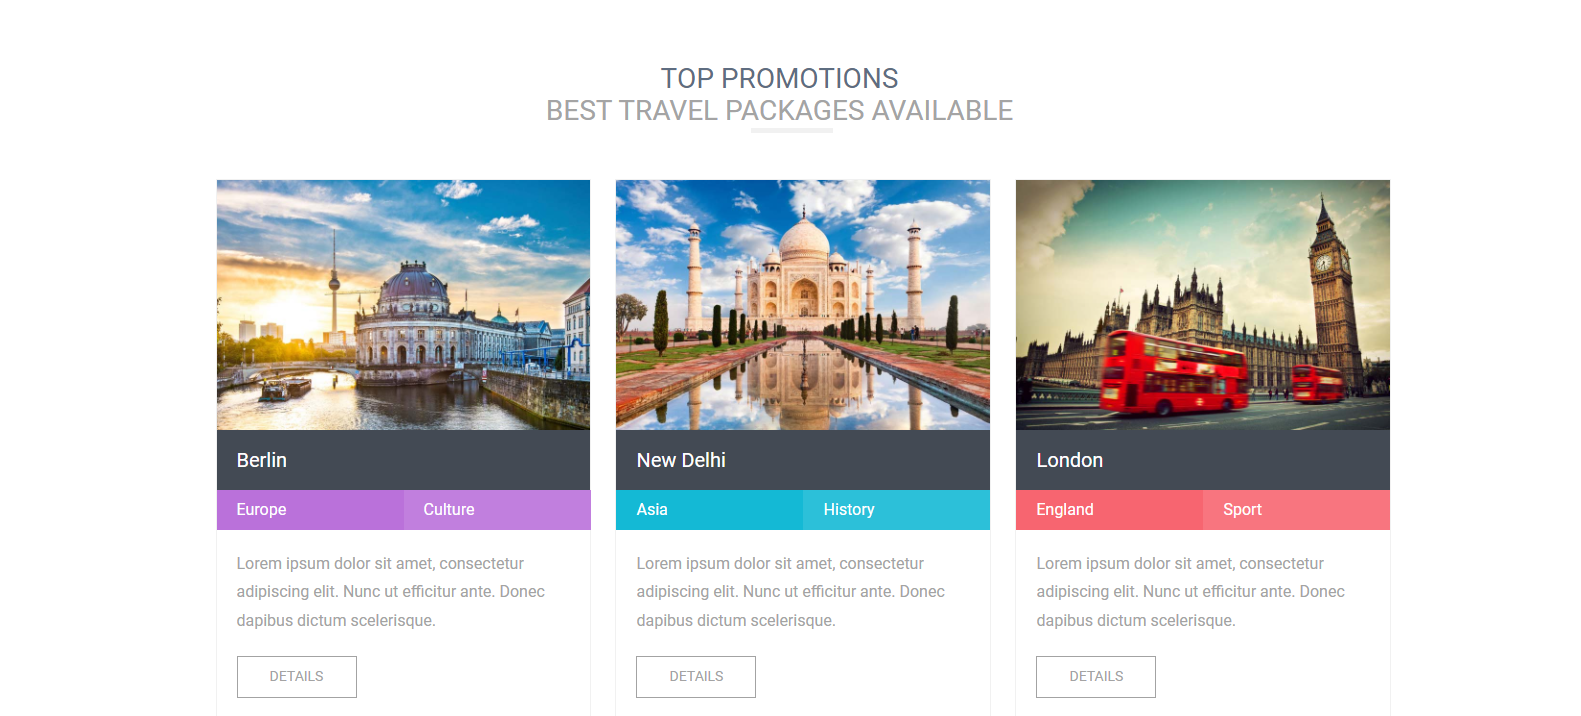 TOP PROMOTIONS
BEST TRAVEL PACKAGES AVAILABLE
Berlin
Europe
Culture
Lorem ipsum dolor sit amet, consectetur
adipiscing elit. Nunc ut efficitur ante. Donec
dapibus dictum scelerisque.
DETAILS
New Delhi
Asia
History
Lorem ipsum dolor sit amet, consectetur
adipiscing elit. Nunc ut efficitur ante. Donec
dapibus dictum scelerisque.
DETAILS
London
England
Sport
Lorem ipsum dolor sit amet, consectetur
adipiscing elit. Nunc ut efficitur ante. Donec
dapibus dictum scelerisque.
DETAILS